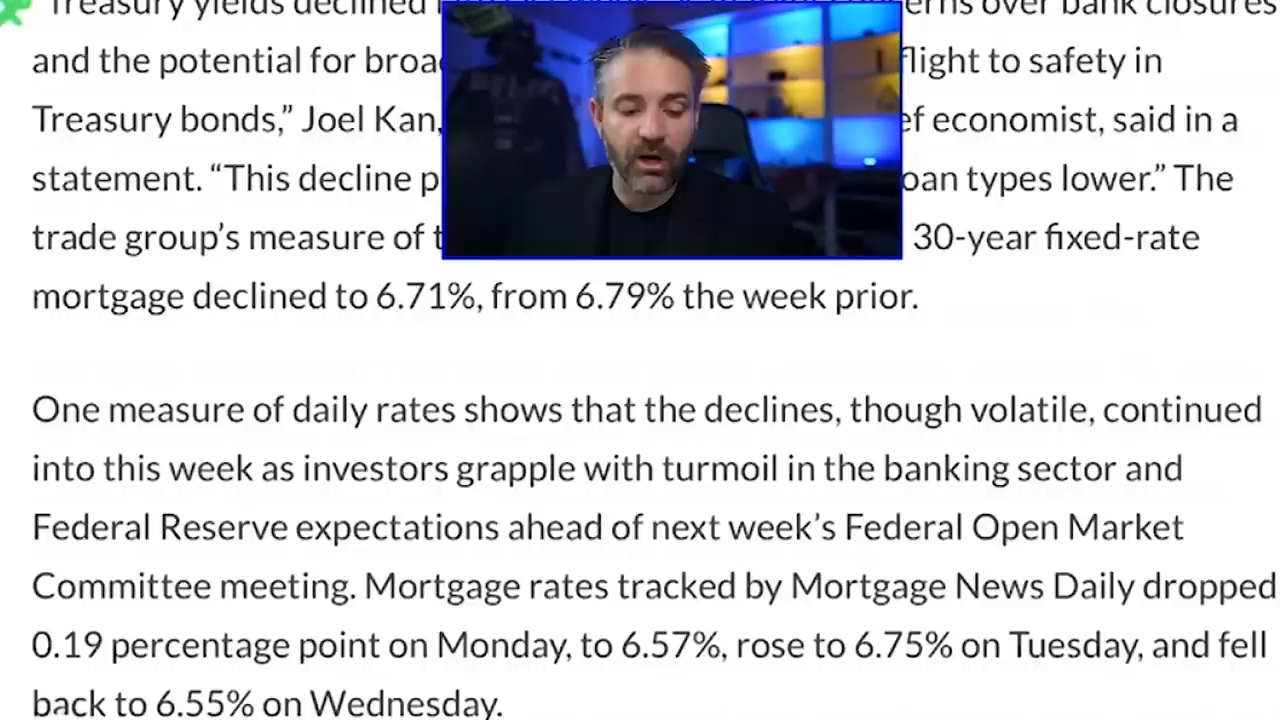 Treasury yields declined erns over bank closures
and the potential for broad flight to safety in
Treasury bonds,” Joel Kan, ef economist, said in a
statement. “This decline p oan types lower.” The
trade group’s measure of t 30-year fixed-rate
mortgage declined to 6.71%, from 6.79% the week prior.
One measure of daily rates shows that the declines, though volatile, continued
into this week as investors grapple with turmoil in the banking sector and
Federal Reserve expectations ahead of next week’s Federal Open Market
Committee meeting. Mortgage rates tracked by Mortgage News Daily dropped
0.19 percentage point on Monday, to 6.57%, rose to 6.75% on Tuesday, and fell
back to 6.55% on Wednesday.